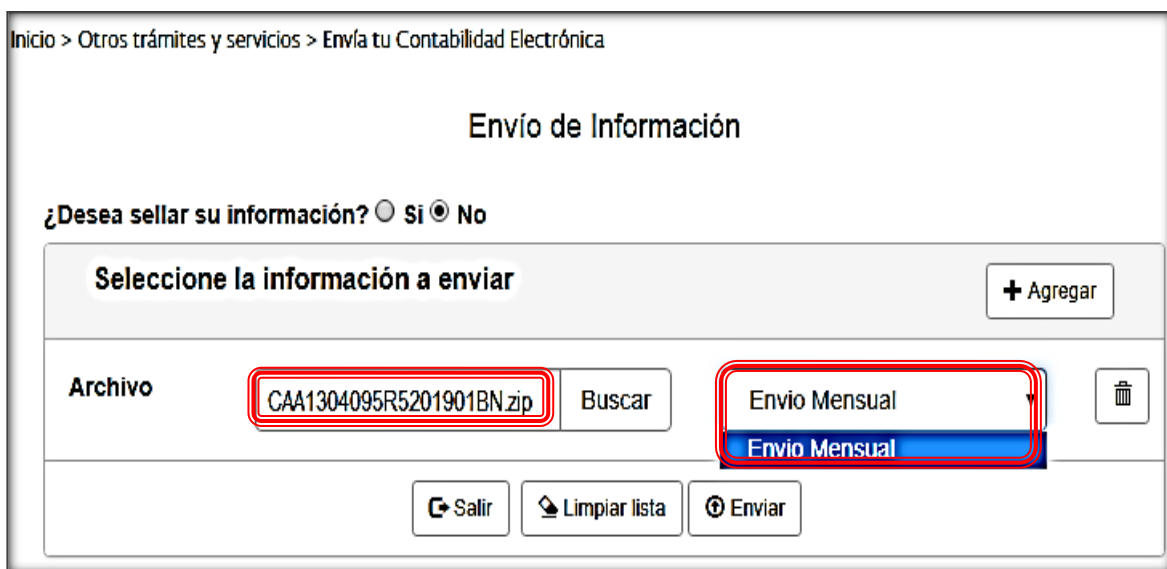 Inicio > Otros trámites y servicios > Envía tu Contabilidad Electrónica
Envío de Información
¿Desea sellar su información? Si No
Seleccione la información a enviar
Agregar
Archivo CAA1304095R5201901BN.zip Buscar Envio Mensual
Envio Mensual
Salir Limpiar lista Enviar